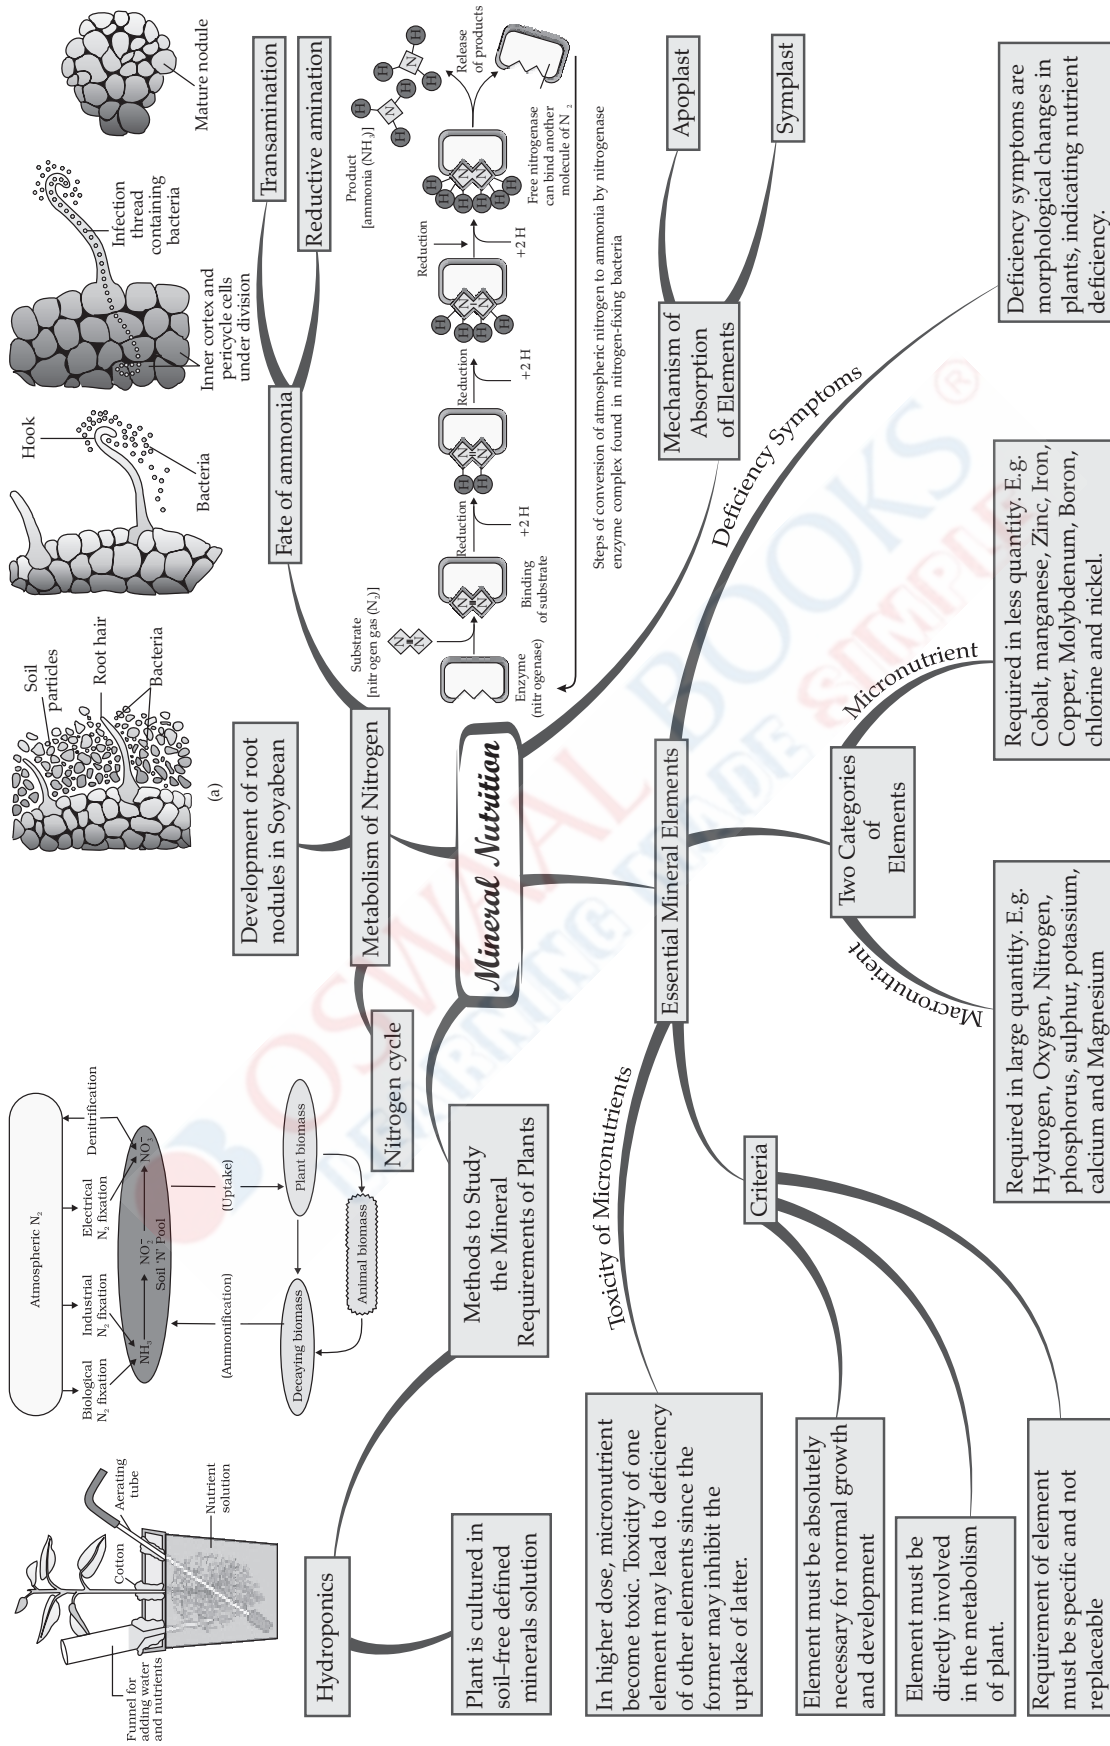 Funnel for
adding water
and nutrients
Cotton
Aerating
tube
Nutrient
solution
Atmospheric N₂
Biological
N₂ fixation
Industrial
N₂ fixation
Electrical
N₂ fixation
Denitrification
NH₃
NO₂⁻
NO₃⁻
Soil 'N' Pool
(Ammonification)
(Uptake)
Decaying biomass
Plant biomass
Animal biomass
Soil
particles
Root hair
Bacteria
(a)
Hook
Bacteria
Infection
thread
containing
bacteria
Inner cortex and
pericycle cells
under division
Mature nodule
Hydroponics
Plant is cultured in
soil–free defined
minerals solution
Methods to Study
the Mineral
Requirements of Plants
Nitrogen cycle
Development of root
nodules in Soyabean
Metabolism of Nitrogen
Fate of ammonia
Transamination
Reductive amination
Substrate
[nitrogen gas (N₂)]
N
N
Enzyme
(nitr ogenase)
Binding
of substrate
N
N
Reduction
+2 H
H
H
N
N
Reduction
+2 H
H
H
H
H
N
N
Reduction
+2 H
H
H
H
H
H
H
N
N
Product
[ammonia (NH₃)]
H
H
H
N
H
H
H
N
Release
of products
Free nitrogenase
can bind another
molecule of N ₂
Steps of conversion of atmospheric nitrogen to ammonia by nitrogenase
enzyme complex found in nitrogen-fixing bacteria
Mineral Nutrition
Mechanism of
Absorption
of Elements
Apoplast
Symplast
Essential Mineral Elements
Toxicity of Micronutrients
In higher dose, micronutrient
become toxic. Toxicity of one
element may lead to deficiency
of other elements since the
former may inhibit the
uptake of latter.
Criteria
Element must be absolutely
necessary for normal growth
and development
Element must be
directly involved
in the metabolism
of plant.
Requirement of element
must be specific and not
replaceable
Two Categories
of
Elements
Macronutrient
Required in large quantity. E.g.
Hydrogen, Oxygen, Nitrogen,
phosphorus, sulphur, potassium,
calcium and Magnesium
Micronutrient
Required in less quantity. E.g.
Cobalt, manganese, Zinc, Iron,
Copper, Molybdenum, Boron,
chlorine and nickel.
Deficiency Symptoms
Deficiency symptoms are
morphological changes in
plants, indicating nutrient
deficiency.
OSWAAL BOOKS®
LEARNING MADE SIMPLE